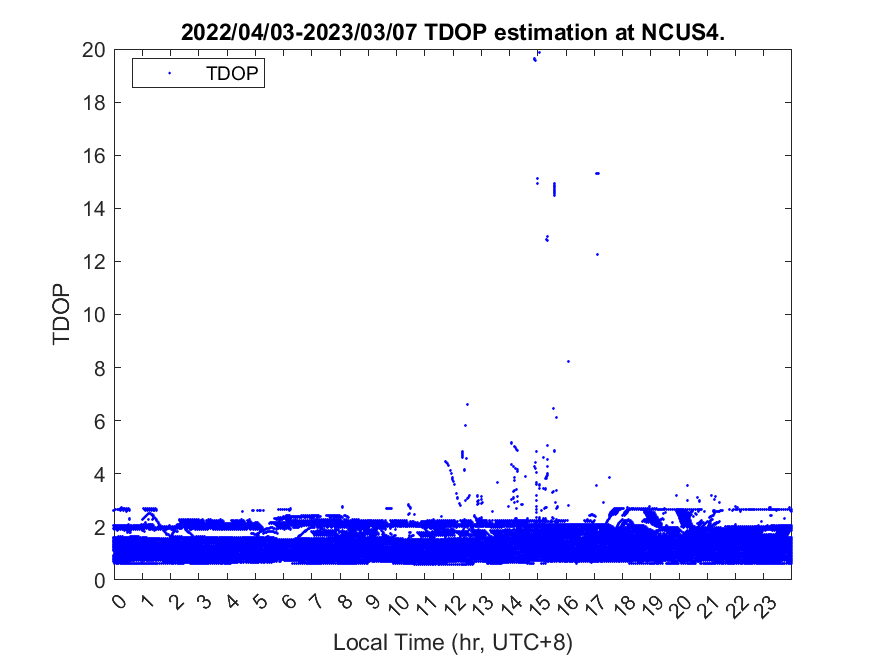 2022/04/03-2023/03/07 TDOP estimation at NCUS4.
TDOP
TDOP
20
18
16
14
12
10
8
6
4
2
0
0 1 2 3 4 5 6 7 8 9 10 11 12 13 14 15 16 17 18 19 20 21 22 23
Local Time (hr, UTC+8)